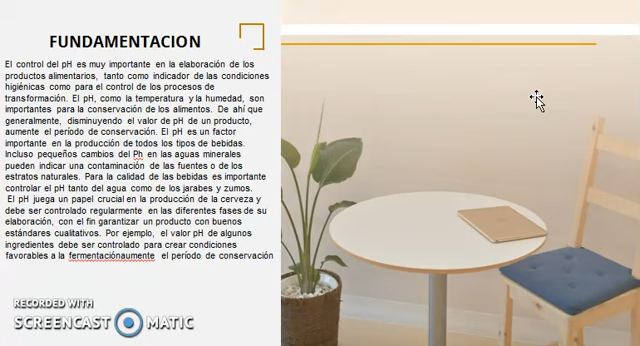 FUNDAMENTACION
El control del pH es muy importante en la elaboración de los
productos alimentarios, tanto como indicador de las condiciones
higiénicas como para el control de los procesos de
transformación. El pH, como la temperatura y la humedad, son
importantes para la conservación de los alimentos. De ahí que
generalmente, disminuyendo el valor de pH de un producto,
aumente el período de conservación. El pH es un factor
importante en la producción de todos los tipos de bebidas.
Incluso pequeños cambios del Ph en las aguas minerales
pueden indicar una contaminación de las fuentes o de los
estratos naturales. Para la calidad de las bebidas es importante
controlar el pH tanto del agua como de los jarabes y zumos.
El pH juega un papel crucial en la producción de la cerveza y
debe ser controlado regularmente en las diferentes fases de su
elaboración, con el fin garantizar un producto con buenos
estándares cualitativos. Por ejemplo, el valor pH de algunos
ingredientes debe ser controlado para crear condiciones
favorables a la fermentaciónaumente el período de conservación
RECORDED WITH
SCREENCAST MATIC